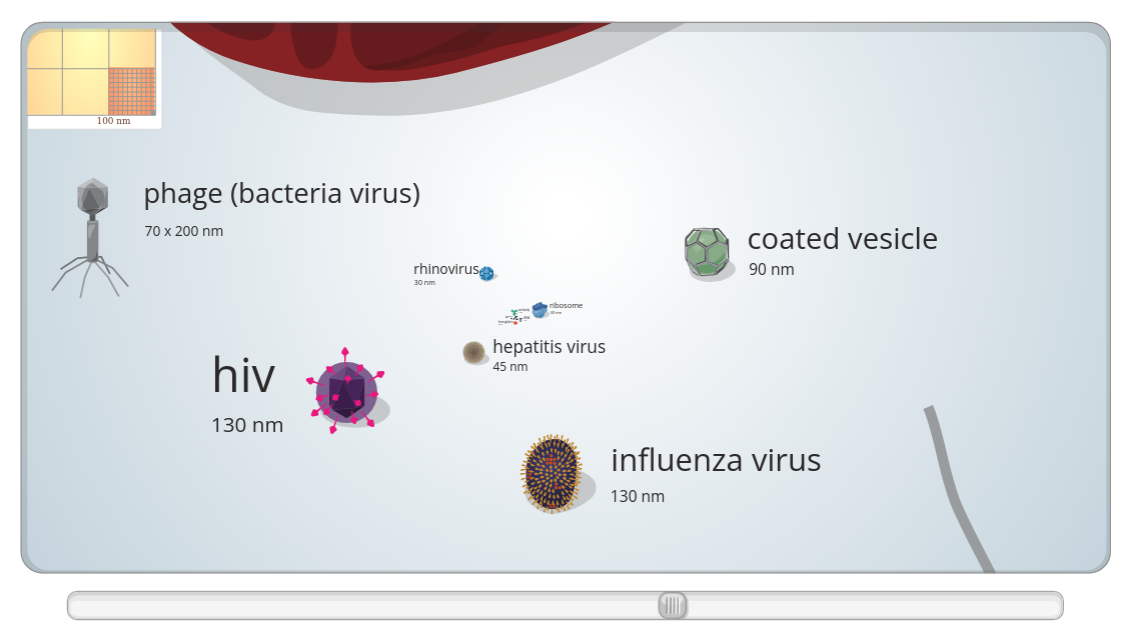 100 nm
phage (bacteria virus)
70 x 200 nm
coated vesicle
90 nm
rhinovirus
30 nm
ribosome
hepatitis virus
45 nm
hiv
130 nm
influenza virus
130 nm